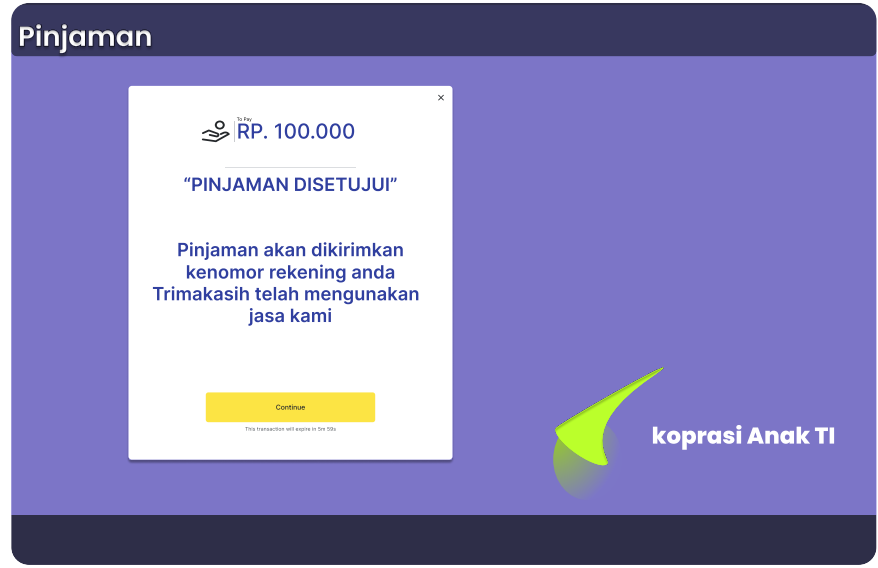 Pinjaman
×
To Pay
RP. 100.000
“PINJAMAN DISETUJUI”
Pinjaman akan dikirimkan
kenomor rekening anda
Trimakasih telah mengunakan
jasa kami
Continue
This transaction will expire in 5m 59s
koprasi Anak TI